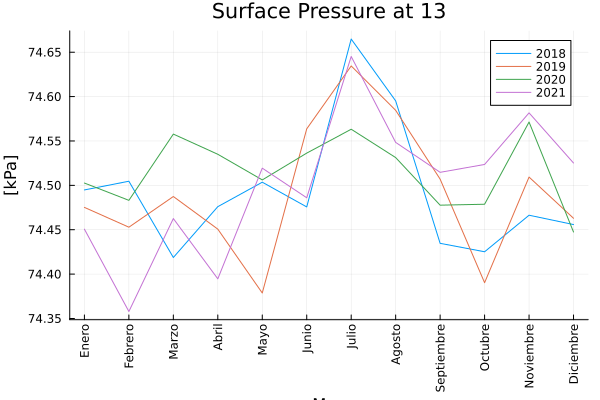 Surface Pressure at 13
[kPa]
74.65
74.60
74.55
74.50
74.45
74.40
74.35
2018
2019
2020
2021
Enero
Febrero
Marzo
Abril
Mayo
Junio
Julio
Agosto
Septiembre
Octubre
Noviembre
Diciembre